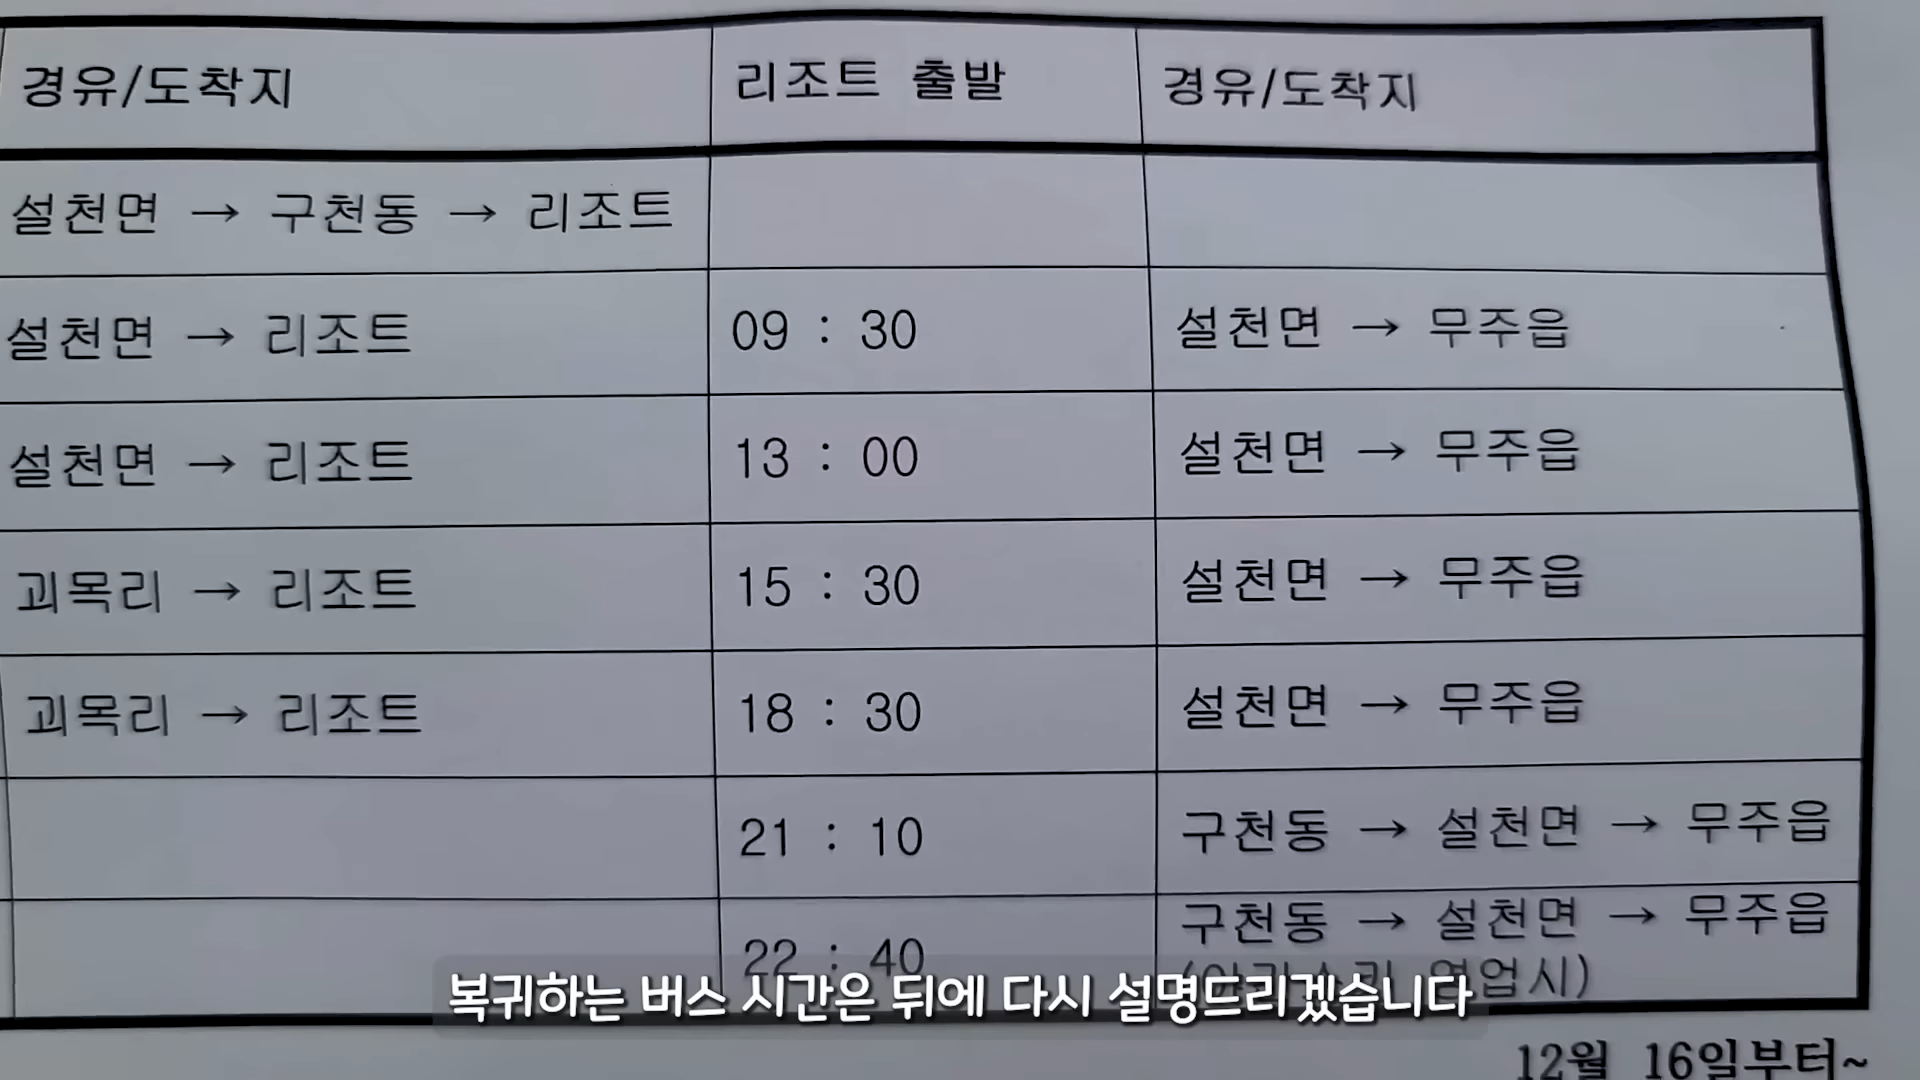 경유/도착지 리조트 출발 경유/도착지
설천면 → 구천동 → 리조트
설천면 → 리조트 09 : 30 설천면 → 무주읍
설천면 → 리조트 13 : 00 설천면 → 무주읍
괴목리 → 리조트 15 : 30 설천면 → 무주읍
괴목리 → 리조트 18 : 30 설천면 → 무주읍
21 : 10 구천동 → 설천면 → 무주읍
22 : 40 구천동 → 설천면 → 무주읍
영업시)
복귀하는 버스 시간은 뒤에 다시 설명드리겠습니다
12월 16일부터~